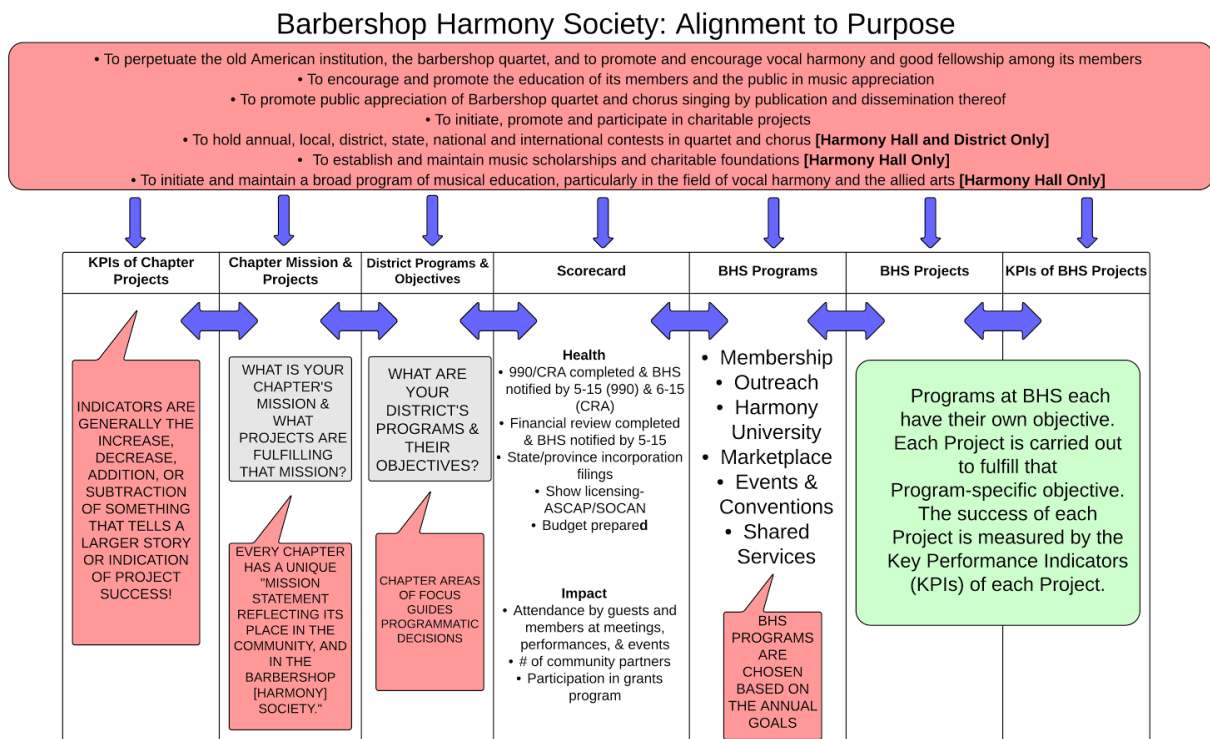 Barbershop Harmony Society: Alignment to Purpose
• To perpetuate the old American institution, the barbershop quartet, and to promote and encourage vocal harmony and good fellowship among its members
• To encourage and promote the education of its members and the public in music appreciation
• To promote public appreciation of Barbershop quartet and chorus singing by publication and dissemination thereof
• To initiate, promote and participate in charitable projects
• To hold annual, local, district, state, national and international contests in quartet and chorus [Harmony Hall and District Only]
• To establish and maintain music scholarships and charitable foundations [Harmony Hall Only]
• To initiate and maintain a broad program of musical education, particularly in the field of vocal harmony and the allied arts [Harmony Hall Only]
KPIs of Chapter
Projects
Chapter Mission &
Projects
District Programs &
Objectives
Scorecard
BHS Programs
BHS Projects
KPIs of BHS Projects
INDICATORS ARE
GENERALLY THE
INCREASE,
DECREASE,
ADDITION, OR
SUBTRACTION
OF SOMETHING
THAT TELLS A
LARGER STORY
OR INDICATION
OF PROJECT
SUCCESS!
WHAT IS YOUR
CHAPTER'S
MISSION &
WHAT
PROJECTS ARE
FULFILLING
THAT MISSION?
EVERY CHAPTER
HAS A UNIQUE
"MISSION
STATEMENT
REFLECTING ITS
PLACE IN THE
COMMUNITY, AND
IN THE
BARBERSHOP
[HARMONY]
SOCIETY."
WHAT ARE
YOUR
DISTRICT'S
PROGRAMS &
THEIR
OBJECTIVES?
CHAPTER AREAS
OF FOCUS
GUIDES
PROGRAMMATIC
DECISIONS
Health
• 990/CRA completed & BHS
notified by 5-15 (990) & 6-15
(CRA)
• Financial review completed
& BHS notified by 5-15
• State/province incorporation
filings
• Show licensing-
ASCAP/SOCAN
• Budget prepared
Impact
• Attendance by guests and
members at meetings,
performances, & events
• # of community partners
• Participation in grants
program
• Membership
• Outreach
• Harmony
University
• Marketplace
• Events &
Conventions
• Shared
Services
BHS
PROGRAMS
ARE
CHOSEN
BASED ON
THE ANNUAL
GOALS
Programs at BHS each
have their own objective.
Each Project is carried out
to fulfill that
Program-specific objective.
The success of each
Project is measured by the
Key Performance Indicators
(KPIs) of each Project.